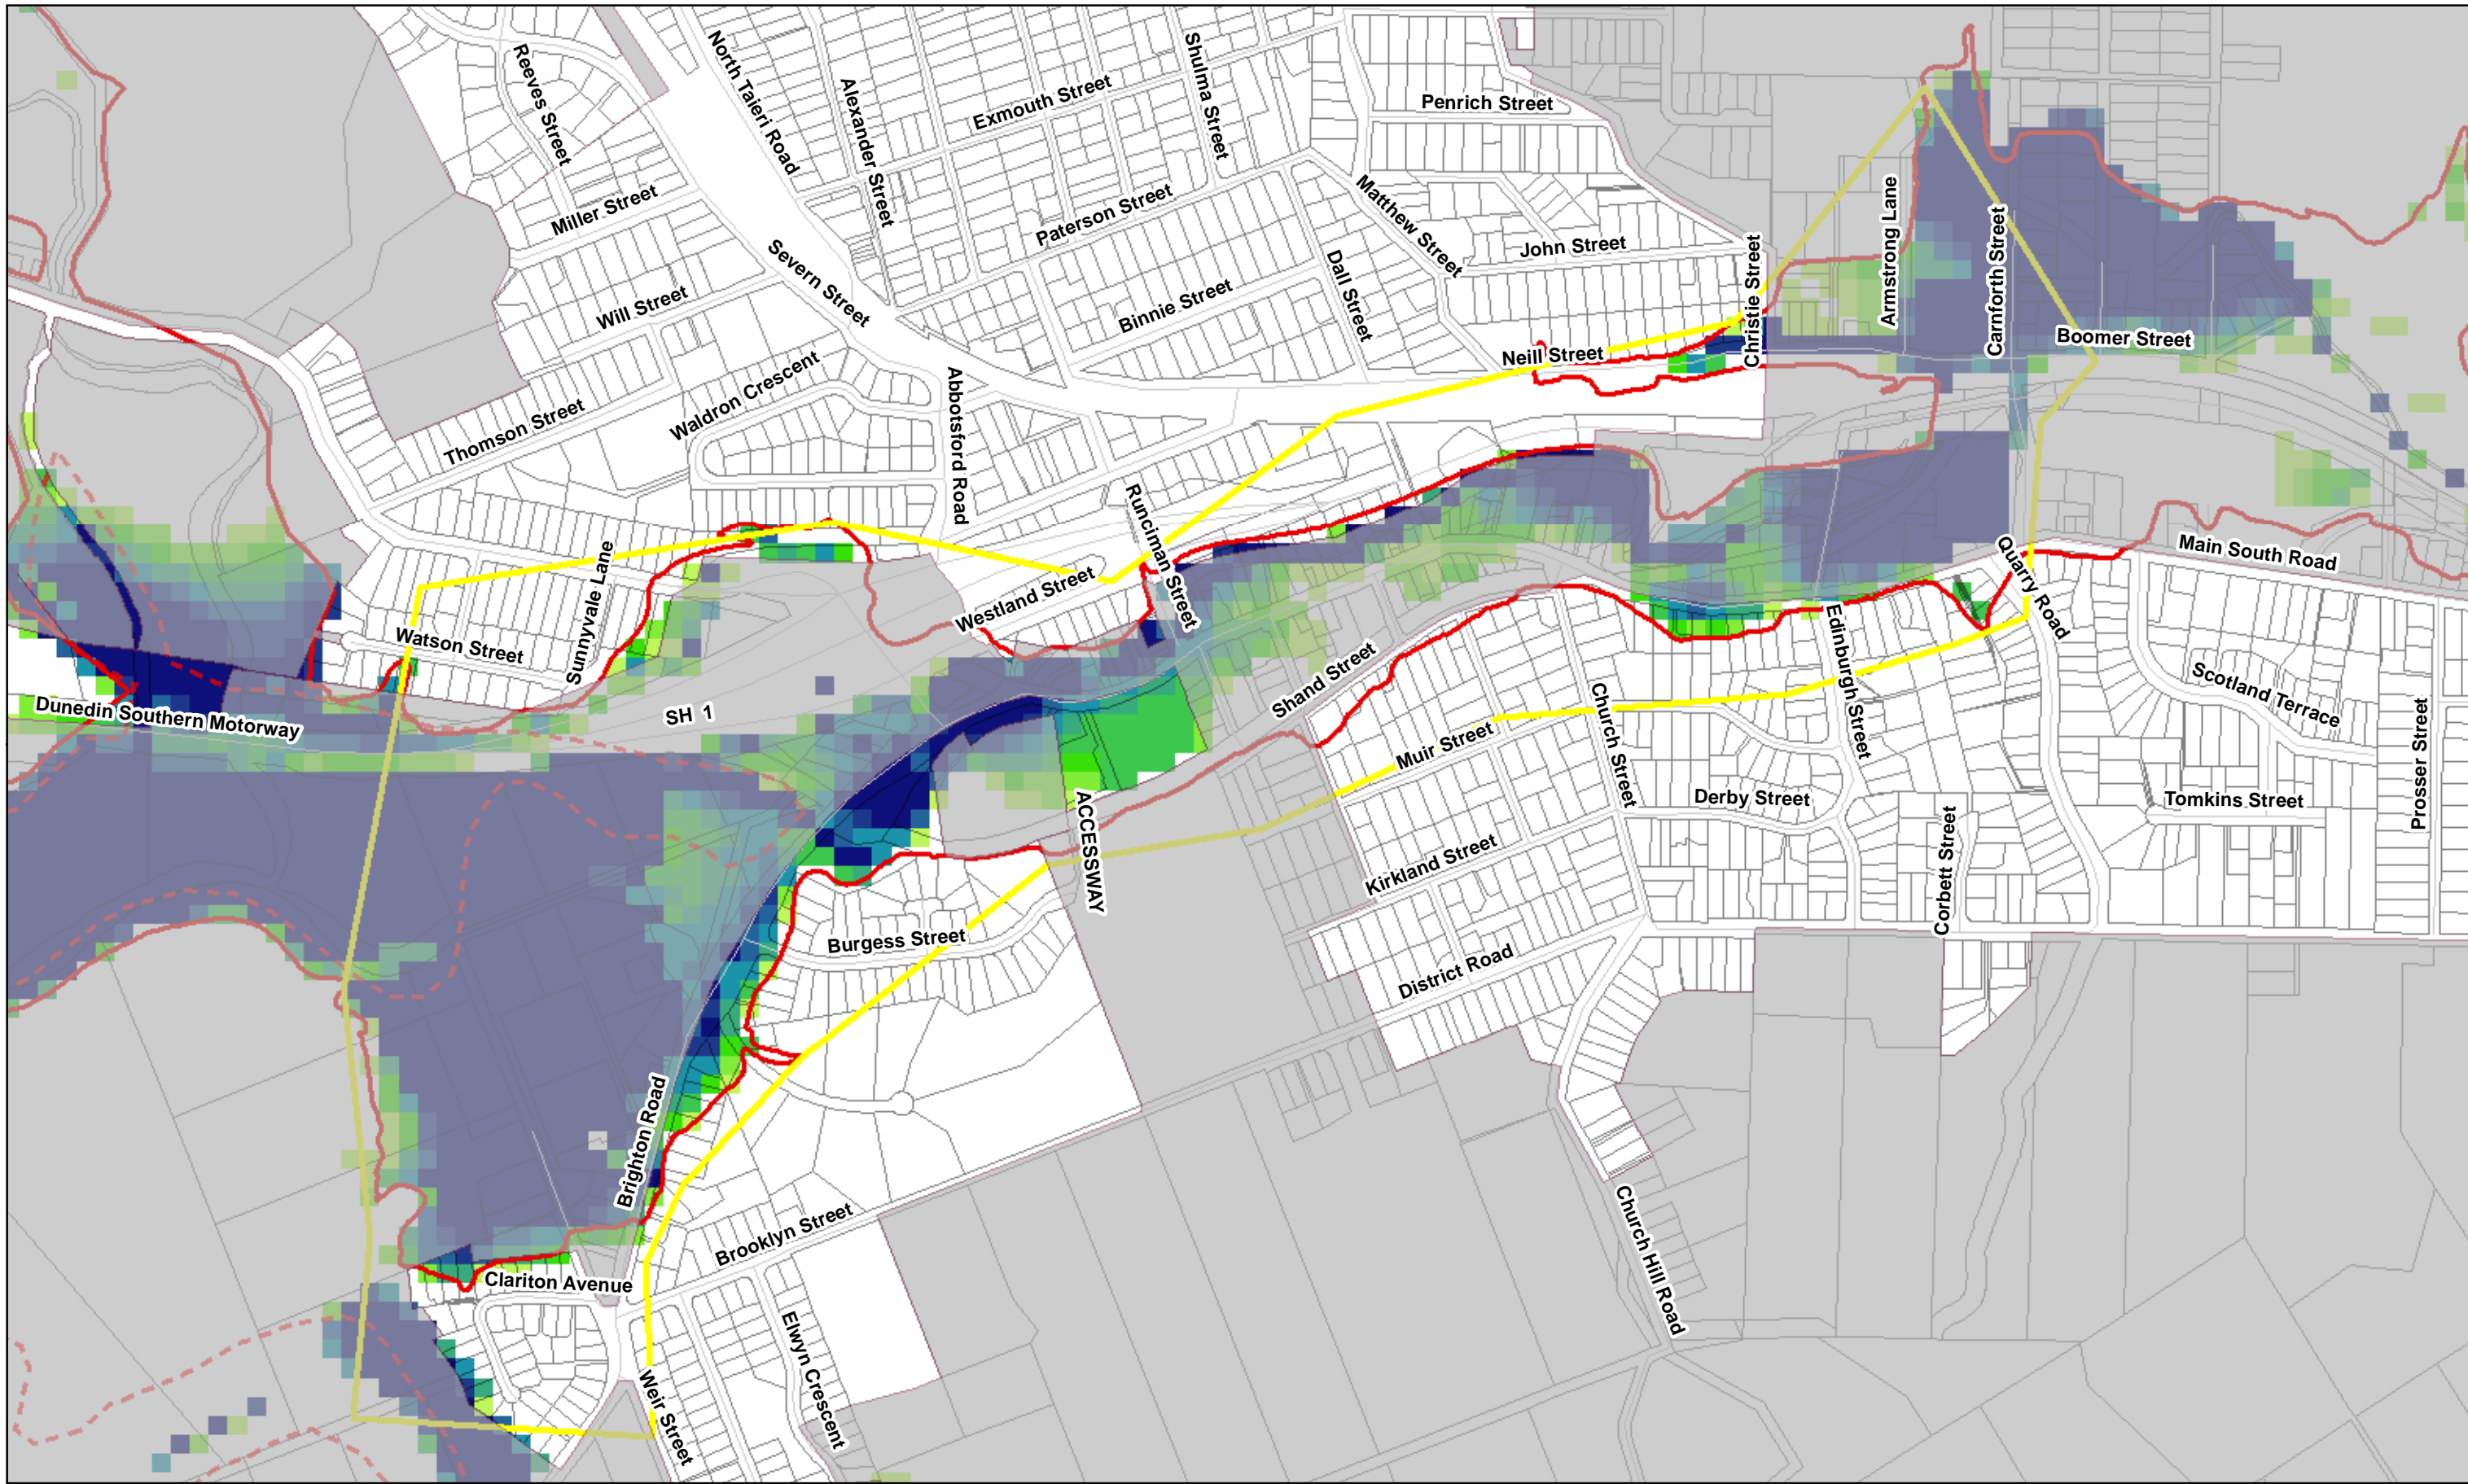 Reeves Street
North Taieri Road
Alexander Street
Exmouth Street
Shulma Street
Penrich Street
Miller Street
Paterson Street
Matthew Street
John Street
Christie Street
Armstrong Lane
Carnforth Street
Boomer Street
Severn Street
Will Street
Binnie Street
Dall Street
Neill Street
Waldron Crescent
Abbotsford Road
Thomson Street
Runciman Street
Sunnyvale Lane
Westland Street
Watson Street
Quarry Road
Main South Road
Edinburgh Street
Shand Street
Scotland Terrace
Dunedin Southern Motorway
SH 1
Church Street
Muir Street
Prosser Street
Derby Street
Tomkins Street
ACCESSWAY
Kirkland Street
Corbett Street
Burgess Street
District Road
Brighton Road
Brooklyn Street
Church Hill Road
Clariton Avenue
Elwyn Crescent
Weir Street